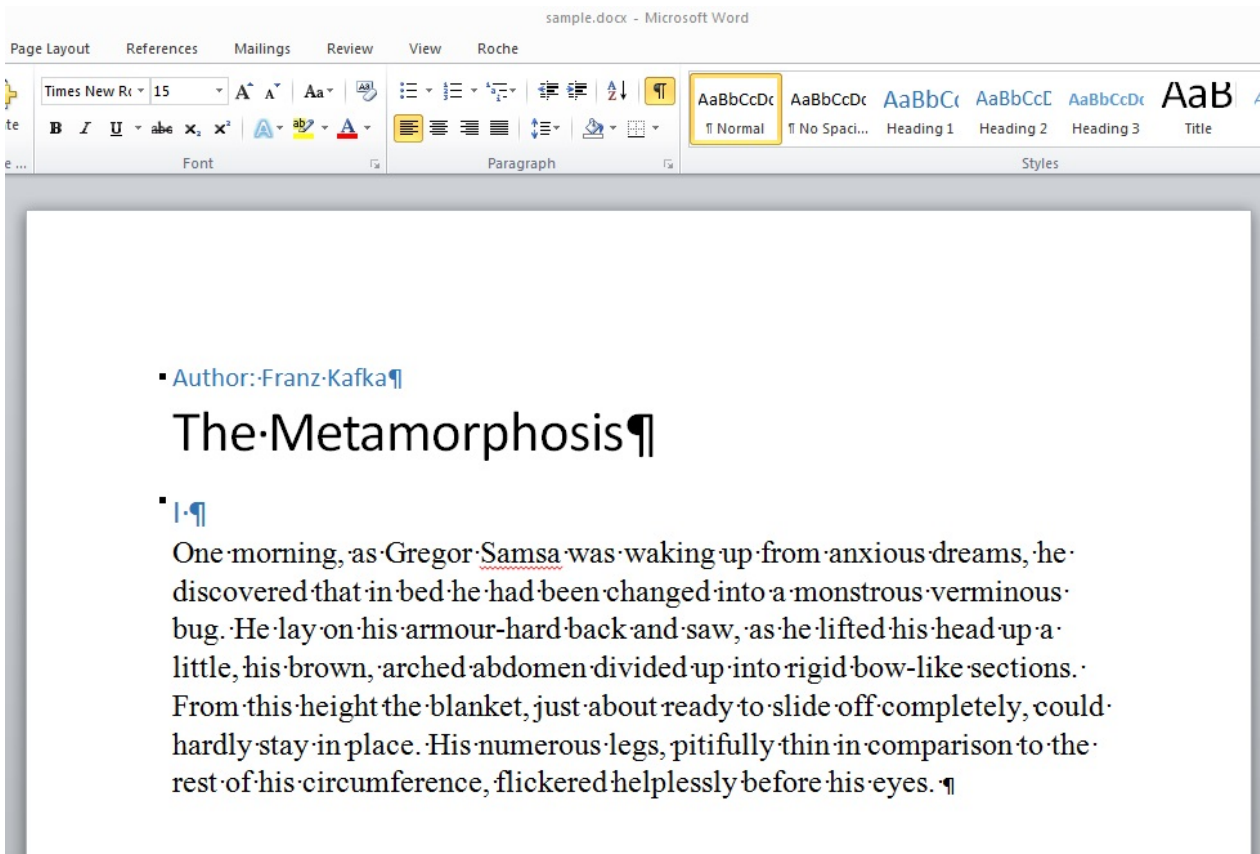 sample.docx - Microsoft Word
Page Layout References Mailings Review View Roche
Times New Ro 15 Aa
B I U abc x₂ x² A ab A
Font Paragraph Styles
AaBbCcDc AaBbCcDc AaBbC AaBbCc AaBbCcDc AaB
¶ Normal ¶ No Spaci... Heading 1 Heading 2 Heading 3 Title
Author:·Franz·Kafka¶
The·Metamorphosis¶
I·¶
One·morning,·as·Gregor·Samsa·was·waking·up·from·anxious·dreams,·he·
discovered·that·in·bed·he·had·been·changed·into·a·monstrous·verminous·
bug.·He·lay·on·his·armour-hard·back·and·saw,·as·he·lifted·his·head·up·a·
little,·his·brown,·arched·abdomen·divided·up·into·rigid·bow-like·sections.·
From·this·height·the·blanket,·just·about·ready·to·slide·off·completely,·could·
hardly·stay·in·place.·His·numerous·legs,·pitifully·thin·in·comparison·to·the·
rest·of·his·circumference,·flickered·helplessly·before·his·eyes.·¶